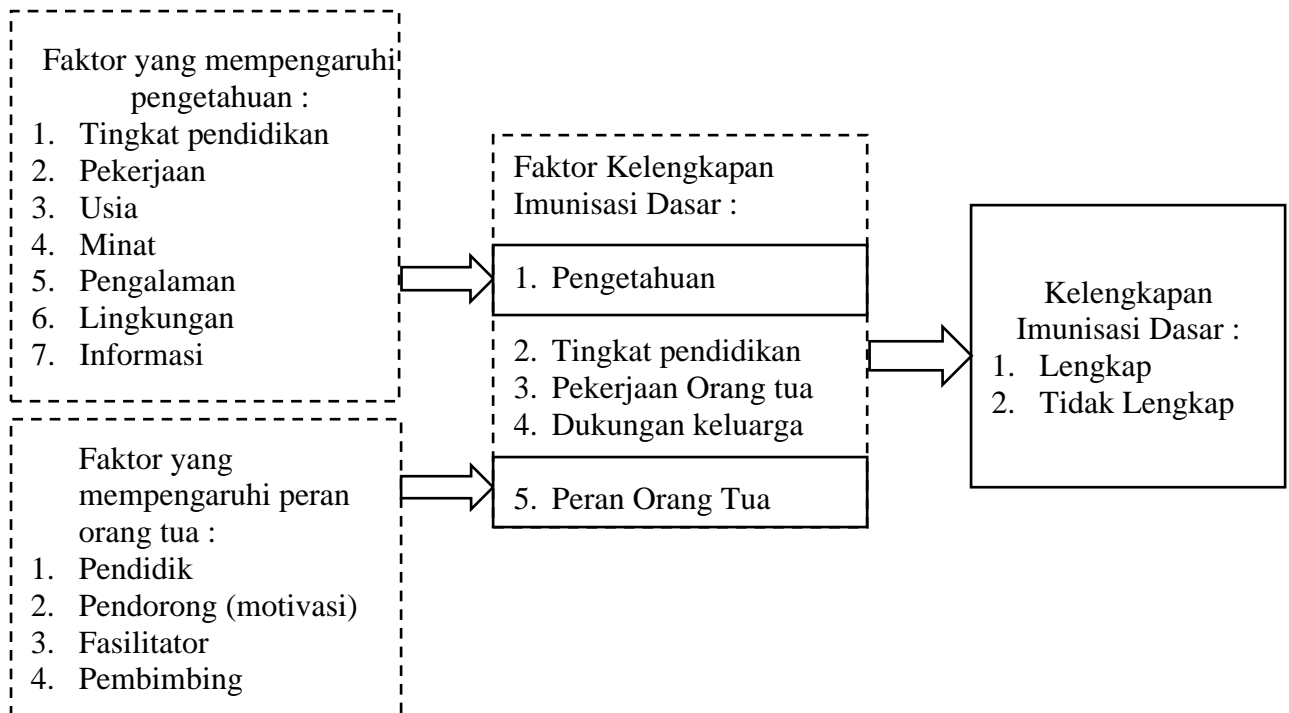 Faktor yang mempengaruhi
pengetahuan :
1. Tingkat pendidikan
2. Pekerjaan
3. Usia
4. Minat
5. Pengalaman
6. Lingkungan
7. Informasi
Faktor yang
mempengaruhi peran
orang tua :
1. Pendidik
2. Pendorong (motivasi)
3. Fasilitator
4. Pembimbing
Faktor Kelengkapan
Imunisasi Dasar :
1. Pengetahuan
2. Tingkat pendidikan
3. Pekerjaan Orang tua
4. Dukungan keluarga
5. Peran Orang Tua
Kelengkapan
Imunisasi Dasar :
1. Lengkap
2. Tidak Lengkap